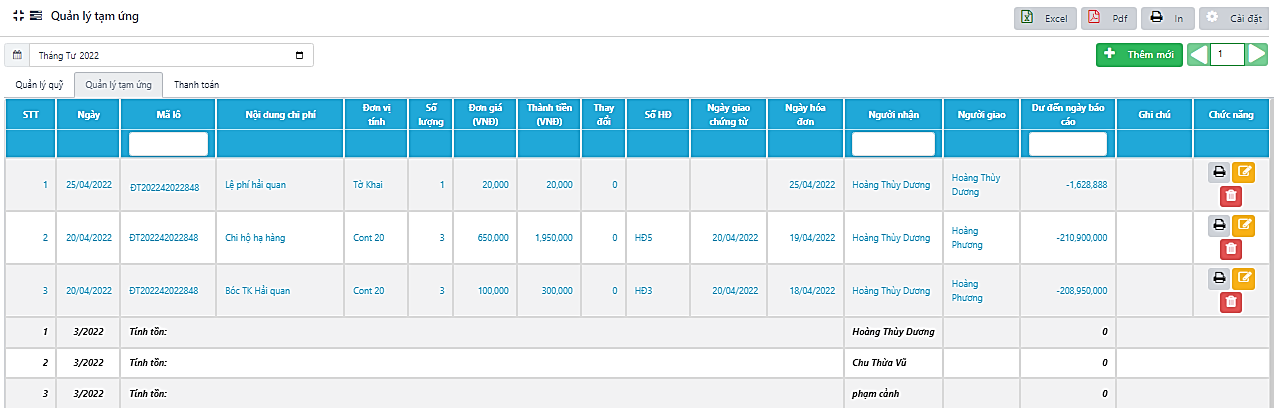 Quản lý tạm ứng
Excel Pdf In Cài đặt
Tháng Tư 2022
Thêm mới 1
Quản lý quỹ Quản lý tạm ứng Thanh toán
STT Ngày Mã lô Nội dung chi phí Đơn vị tính Số lượng Đơn giá (VNĐ) Thành tiền (VNĐ) Thay đổi Số HĐ Ngày giao chứng từ Ngày hóa đơn Người nhận Người giao Dư đến ngày báo cáo Ghi chú Chức năng
1 25/04/2022 ĐT202242022848 Lệ phí hải quan Tờ Khai 1 20,000 20,000 0 25/04/2022 Hoàng Thùy Dương Hoàng Thùy Dương -1,628,888
2 20/04/2022 ĐT202242022848 Chi hộ hạ hàng Cont 20 3 650,000 1,950,000 0 HĐ5 20/04/2022 19/04/2022 Hoàng Thùy Dương Hoàng Phương -210,900,000
3 20/04/2022 ĐT202242022848 Bóc TK Hải quan Cont 20 3 100,000 300,000 0 HĐ3 20/04/2022 18/04/2022 Hoàng Thùy Dương Hoàng Phương -208,950,000
1 3/2022 Tính tồn: Hoàng Thùy Dương 0
2 3/2022 Tính tồn: Chu Thừa Vũ 0
3 3/2022 Tính tồn: phạm cảnh 0